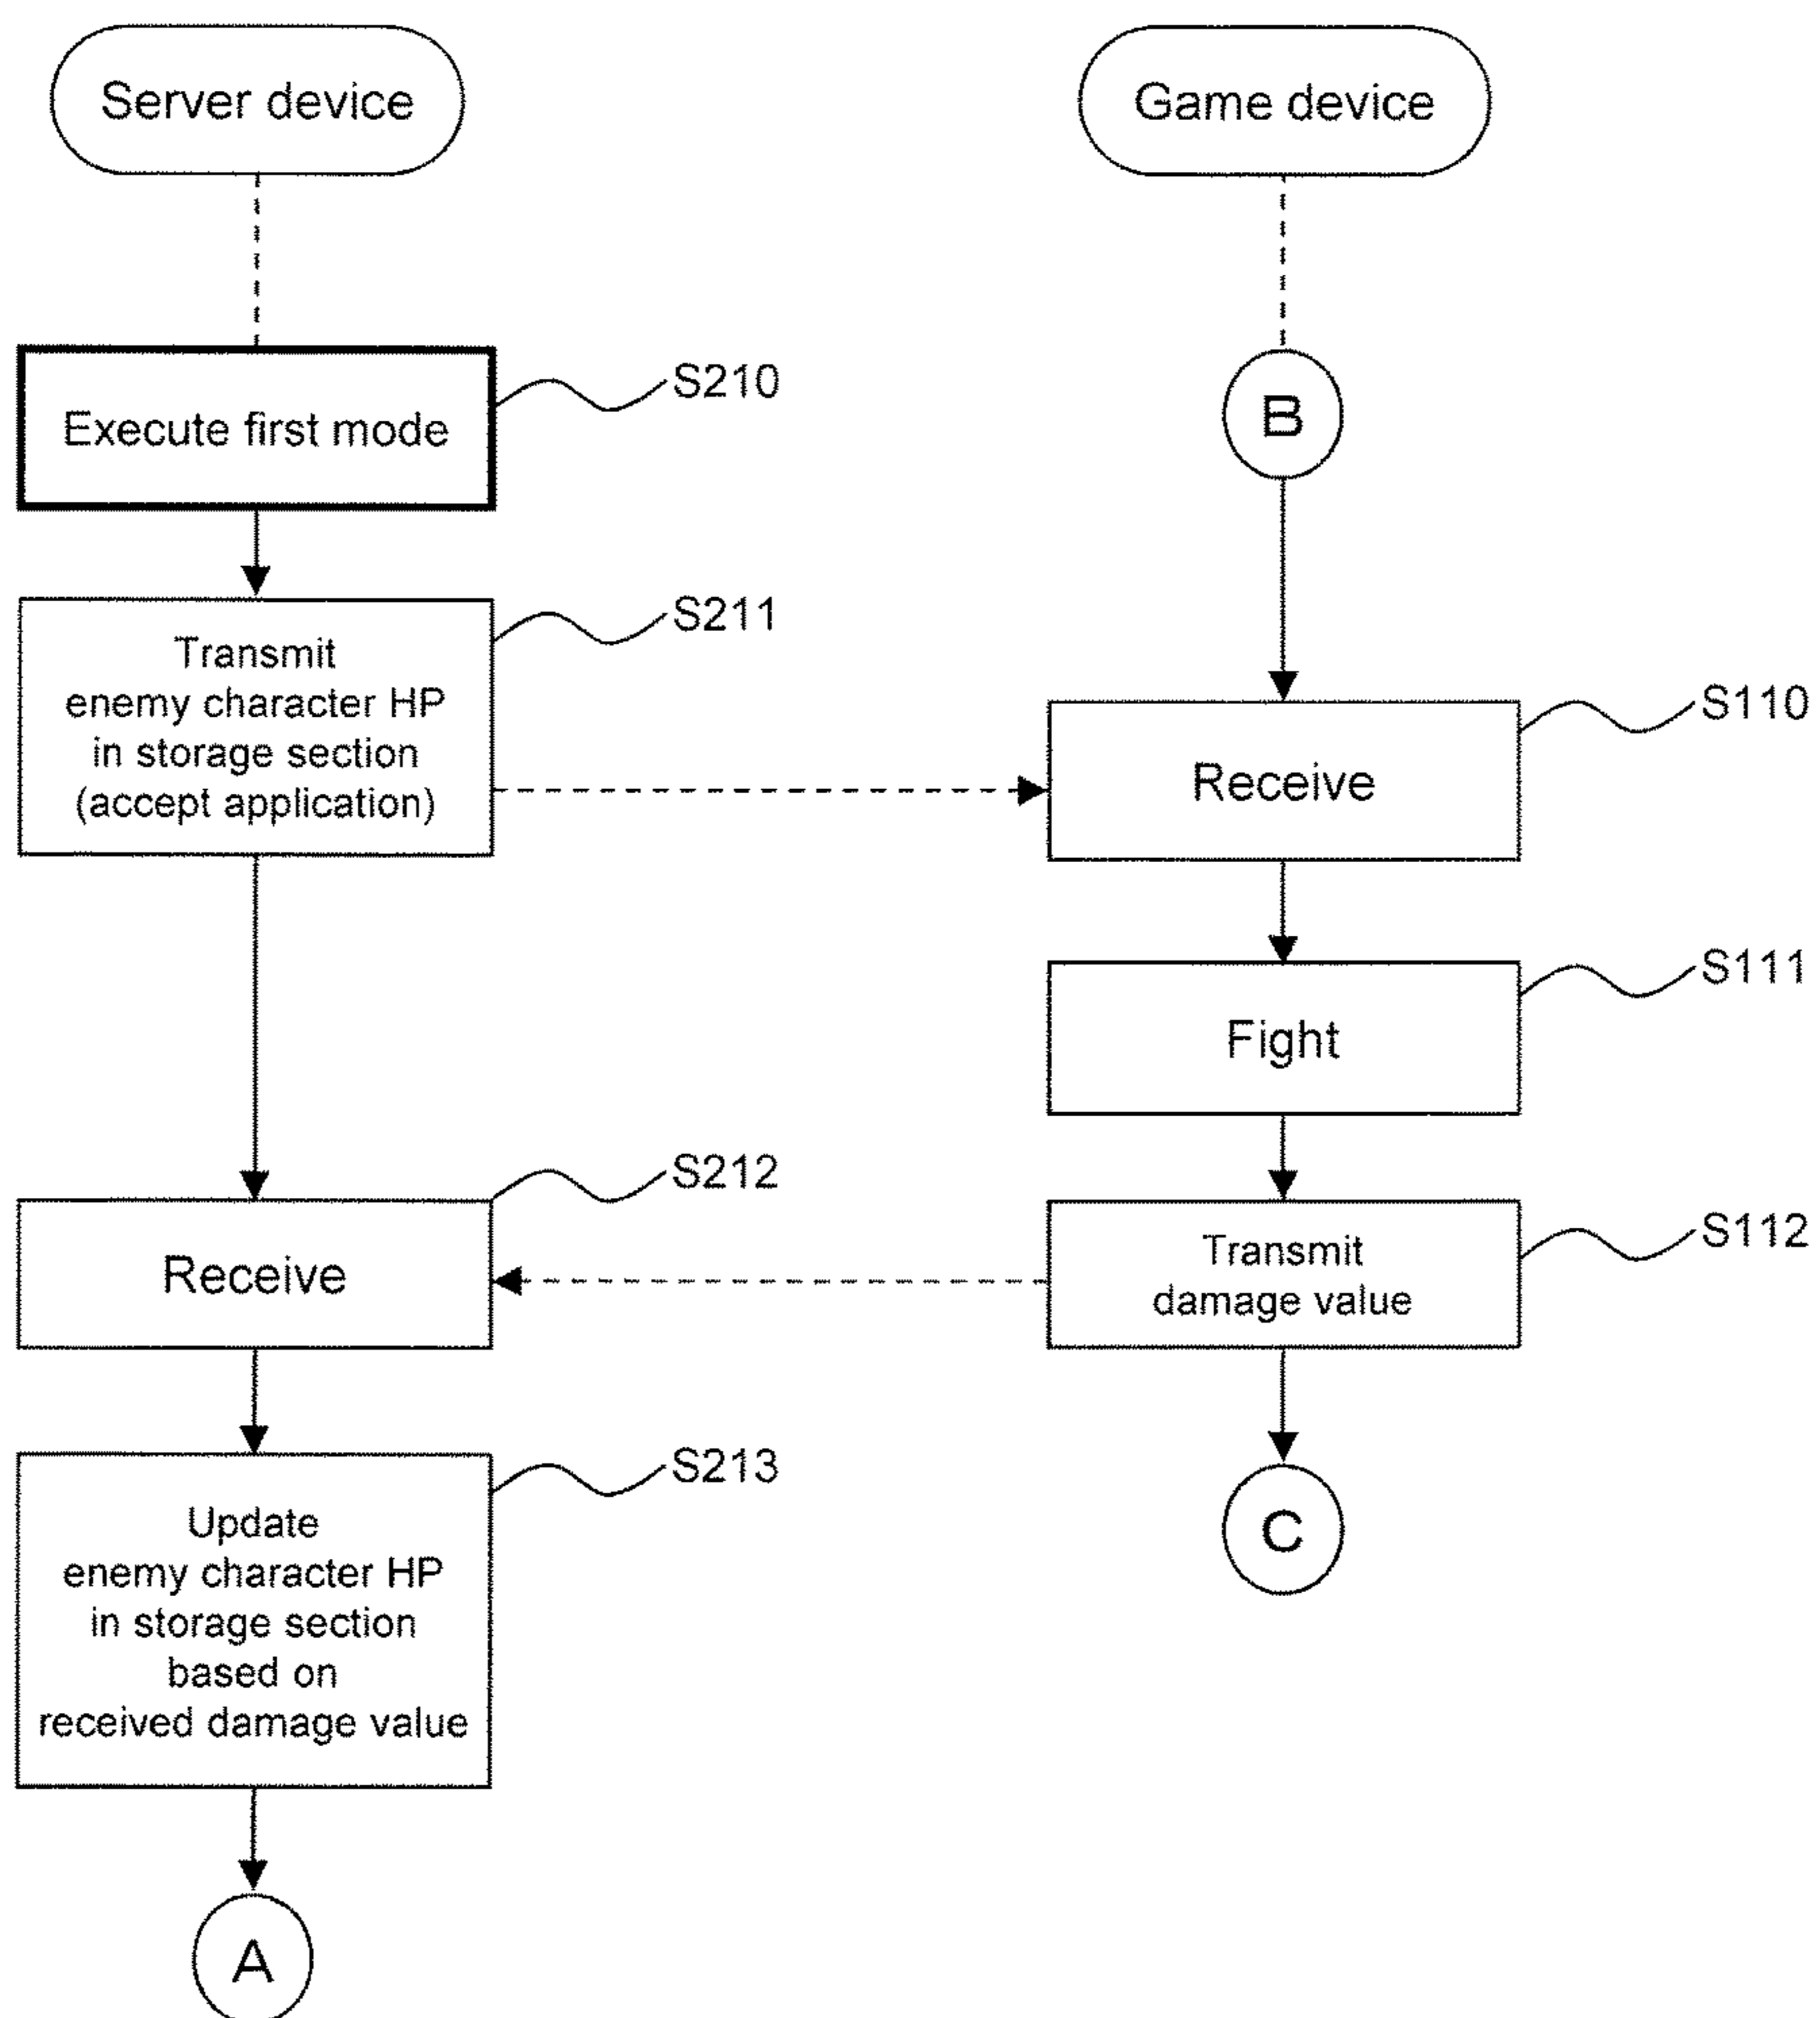 Server device
Game device
Execute first mode
S210
B
Transmit
enemy character HP
in storage section
(accept application)
S211
Receive
S110
Fight
S111
Receive
S212
Transmit
damage value
S112
Update
enemy character HP
in storage section
based on
received damage value
S213
C
A